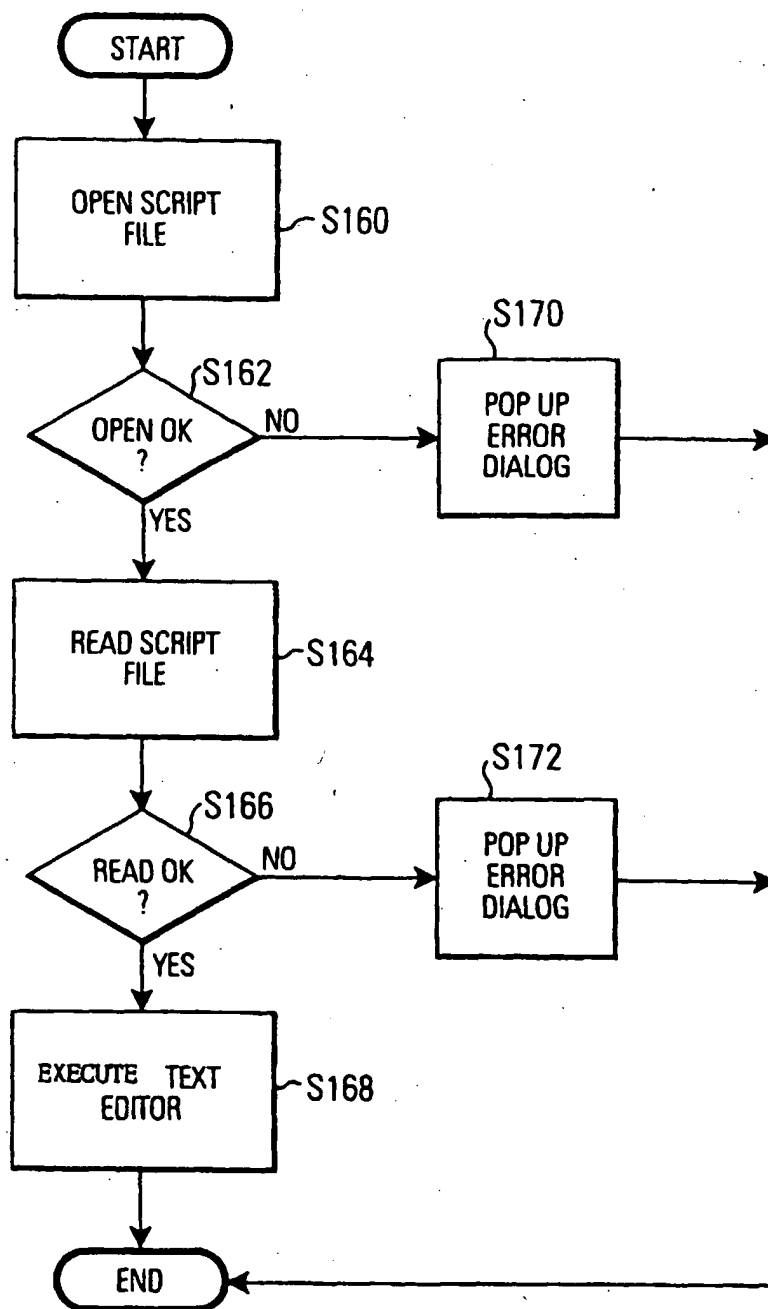 START
OPEN SCRIPT
FILE
S160
S162
OPEN OK
?
NO
YES
S170
POP UP
ERROR
DIALOG
READ SCRIPT
FILE
S164
S166
READ OK
?
NO
YES
S172
POP UP
ERROR
DIALOG
EXECUTE TEXT
EDITOR
S168
END